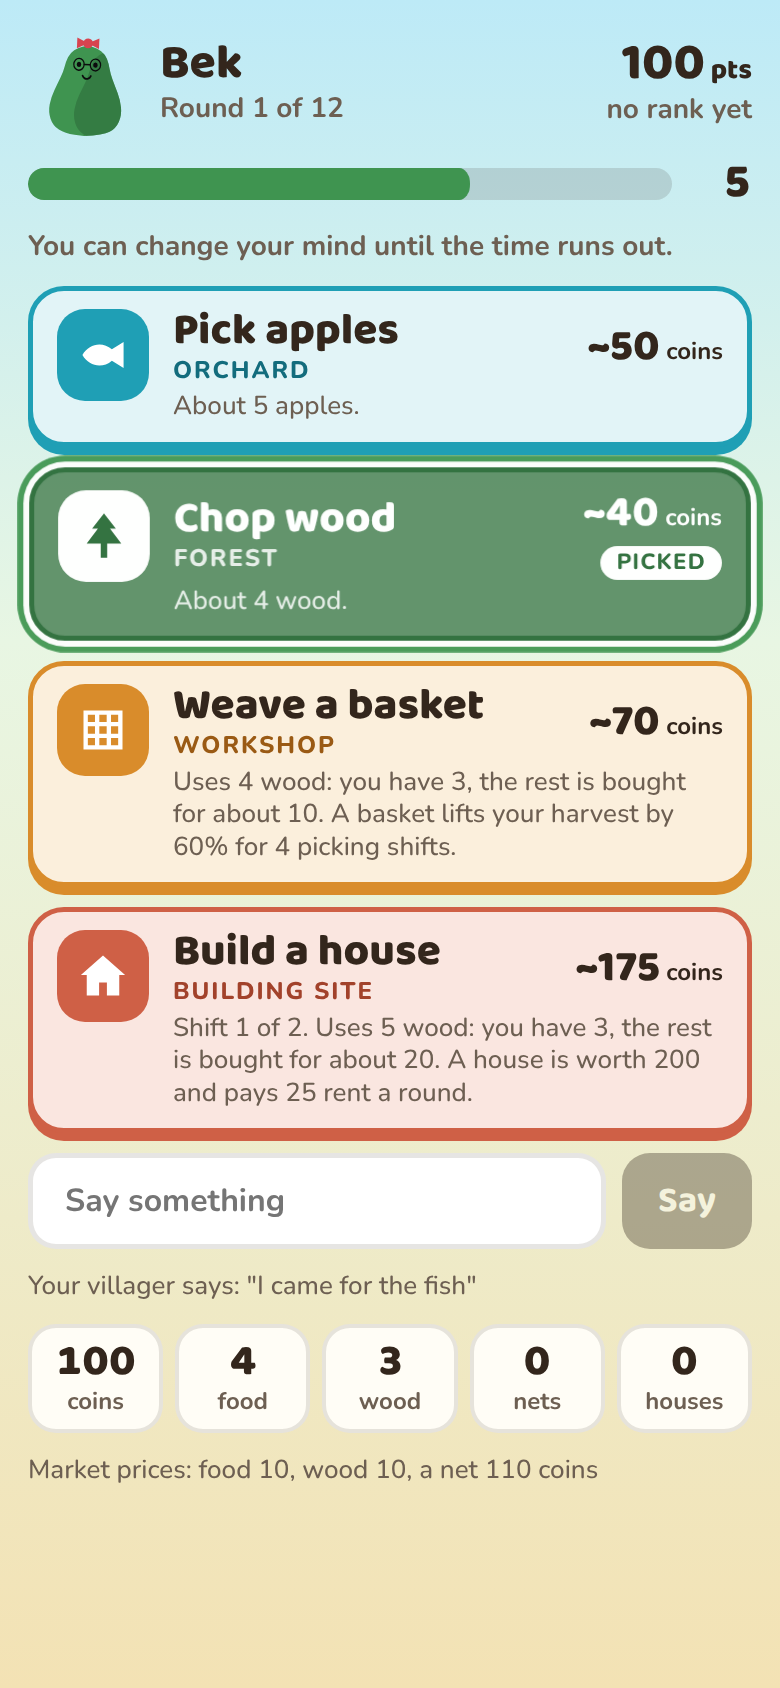 Bek
100 pts
Round 1 of 12
no rank yet
5
You can change your mind until the time runs out.
Pick apples
~50 coins
ORCHARD
About 5 apples.
Chop wood
~40 coins
FOREST
PICKED
About 4 wood.
Weave a basket
~70 coins
WORKSHOP
Uses 4 wood: you have 3, the rest is bought
for about 10. A basket lifts your harvest by
60% for 4 picking shifts.
Build a house
~175 coins
BUILDING SITE
Shift 1 of 2. Uses 5 wood: you have 3, the rest
is bought for about 20. A house is worth 200
and pays 25 rent a round.
Say something
Say
Your villager says: "I came for the fish"
100 4 3 0 0
coins food wood nets houses
Market prices: food 10, wood 10, a net 110 coins